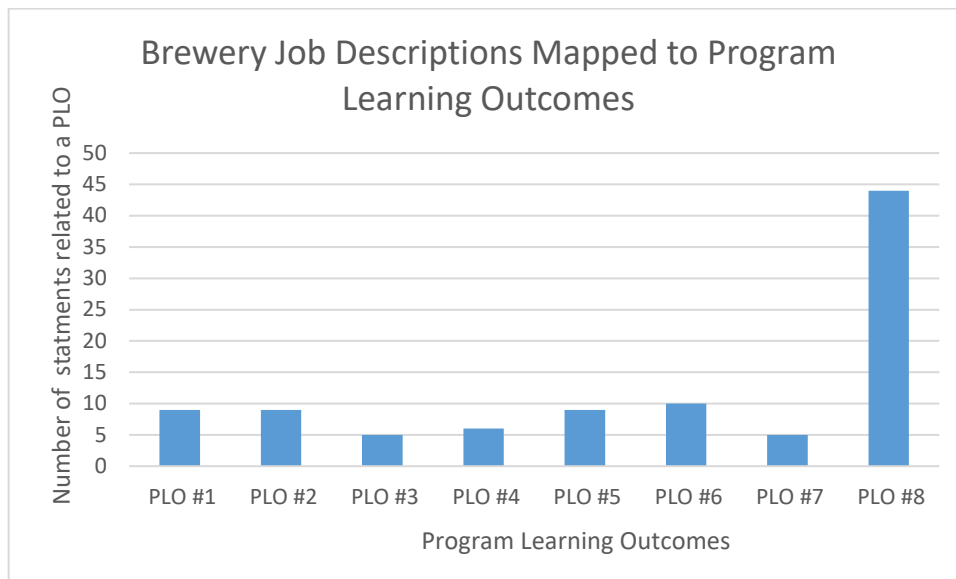 Brewery Job Descriptions Mapped to Program
Learning Outcomes
Number of  statments related to a PLO
50
45
40
35
30
25
20
15
10
5
0
PLO #1 PLO #2 PLO #3 PLO #4 PLO #5 PLO #6 PLO #7 PLO #8
Program Learning Outcomes